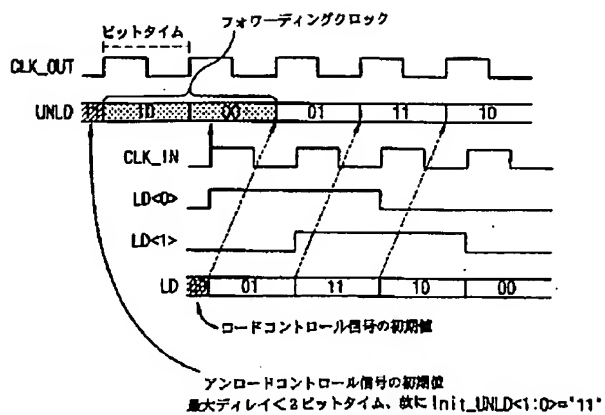 ビットタイム
フォワーディングクロック
CLK_OUT
UNLD 10 00 01 11 10
CLK_IN
LD<0>
LD<1>
LD 01 11 10 00
ロードコントロール信号の初期値
アンロードコントロール信号の初期値
最大ディレイ<2ビットタイム、故にInit_UNLD<1:0>="11"